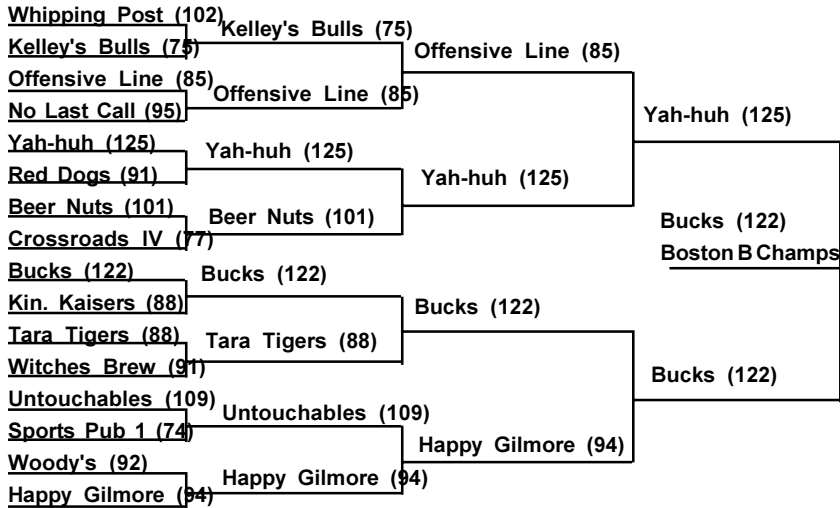 Whipping Post (102)
Kelley's Bulls (75)
Offensive Line (85)
No Last Call (95)
Yah-huh (125)
Red Dogs (91)
Beer Nuts (101)
Crossroads IV (77)
Bucks (122)
Kin. Kaisers (88)
Tara Tigers (88)
Witches Brew (91)
Untouchables (109)
Sports Pub 1 (74)
Woody's (92)
Happy Gilmore (94)
Kelley's Bulls (75)
Offensive Line (85)
Yah-huh (125)
Beer Nuts (101)
Bucks (122)
Tara Tigers (88)
Untouchables (109)
Happy Gilmore (94)
Offensive Line (85)
Yah-huh (125)
Bucks (122)
Happy Gilmore (94)
Yah-huh (125)
Bucks (122)
Bucks (122)
Boston B Champs